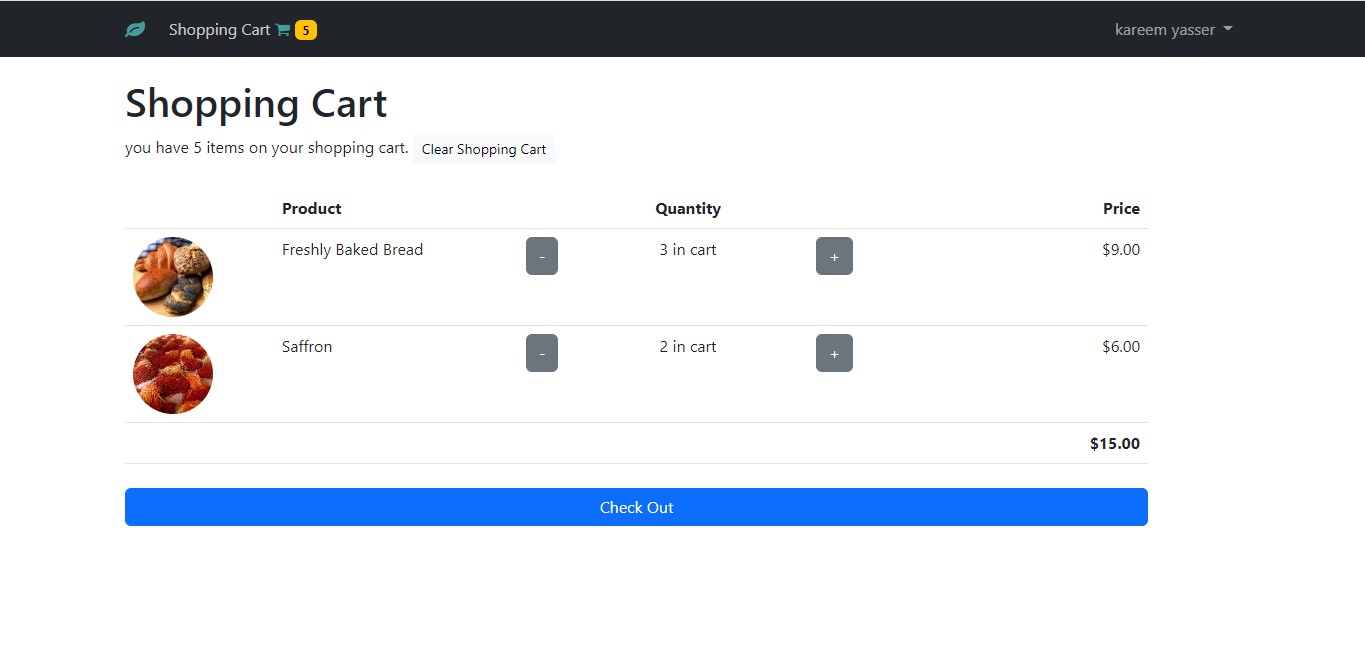 Shopping Cart 5 kareem yasser
Shopping Cart
you have 5 items on your shopping cart. Clear Shopping Cart
Product Quantity Price
Freshly Baked Bread - 3 in cart + $9.00
Saffron - 2 in cart + $6.00
$15.00
Check Out